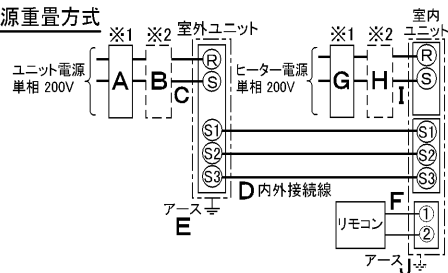 源重畳方式
※1 ※2 室外ユニット
※1 ※2 室内
ユニット
ユニット電源
単相 200V
A B C
R
S
ヒーター電源
単相 200V
G H I
R
S
S1 S1
S2 S2
S3 S3
D 内外接続線
アース
E
リモコン
F
①
②
アース
J